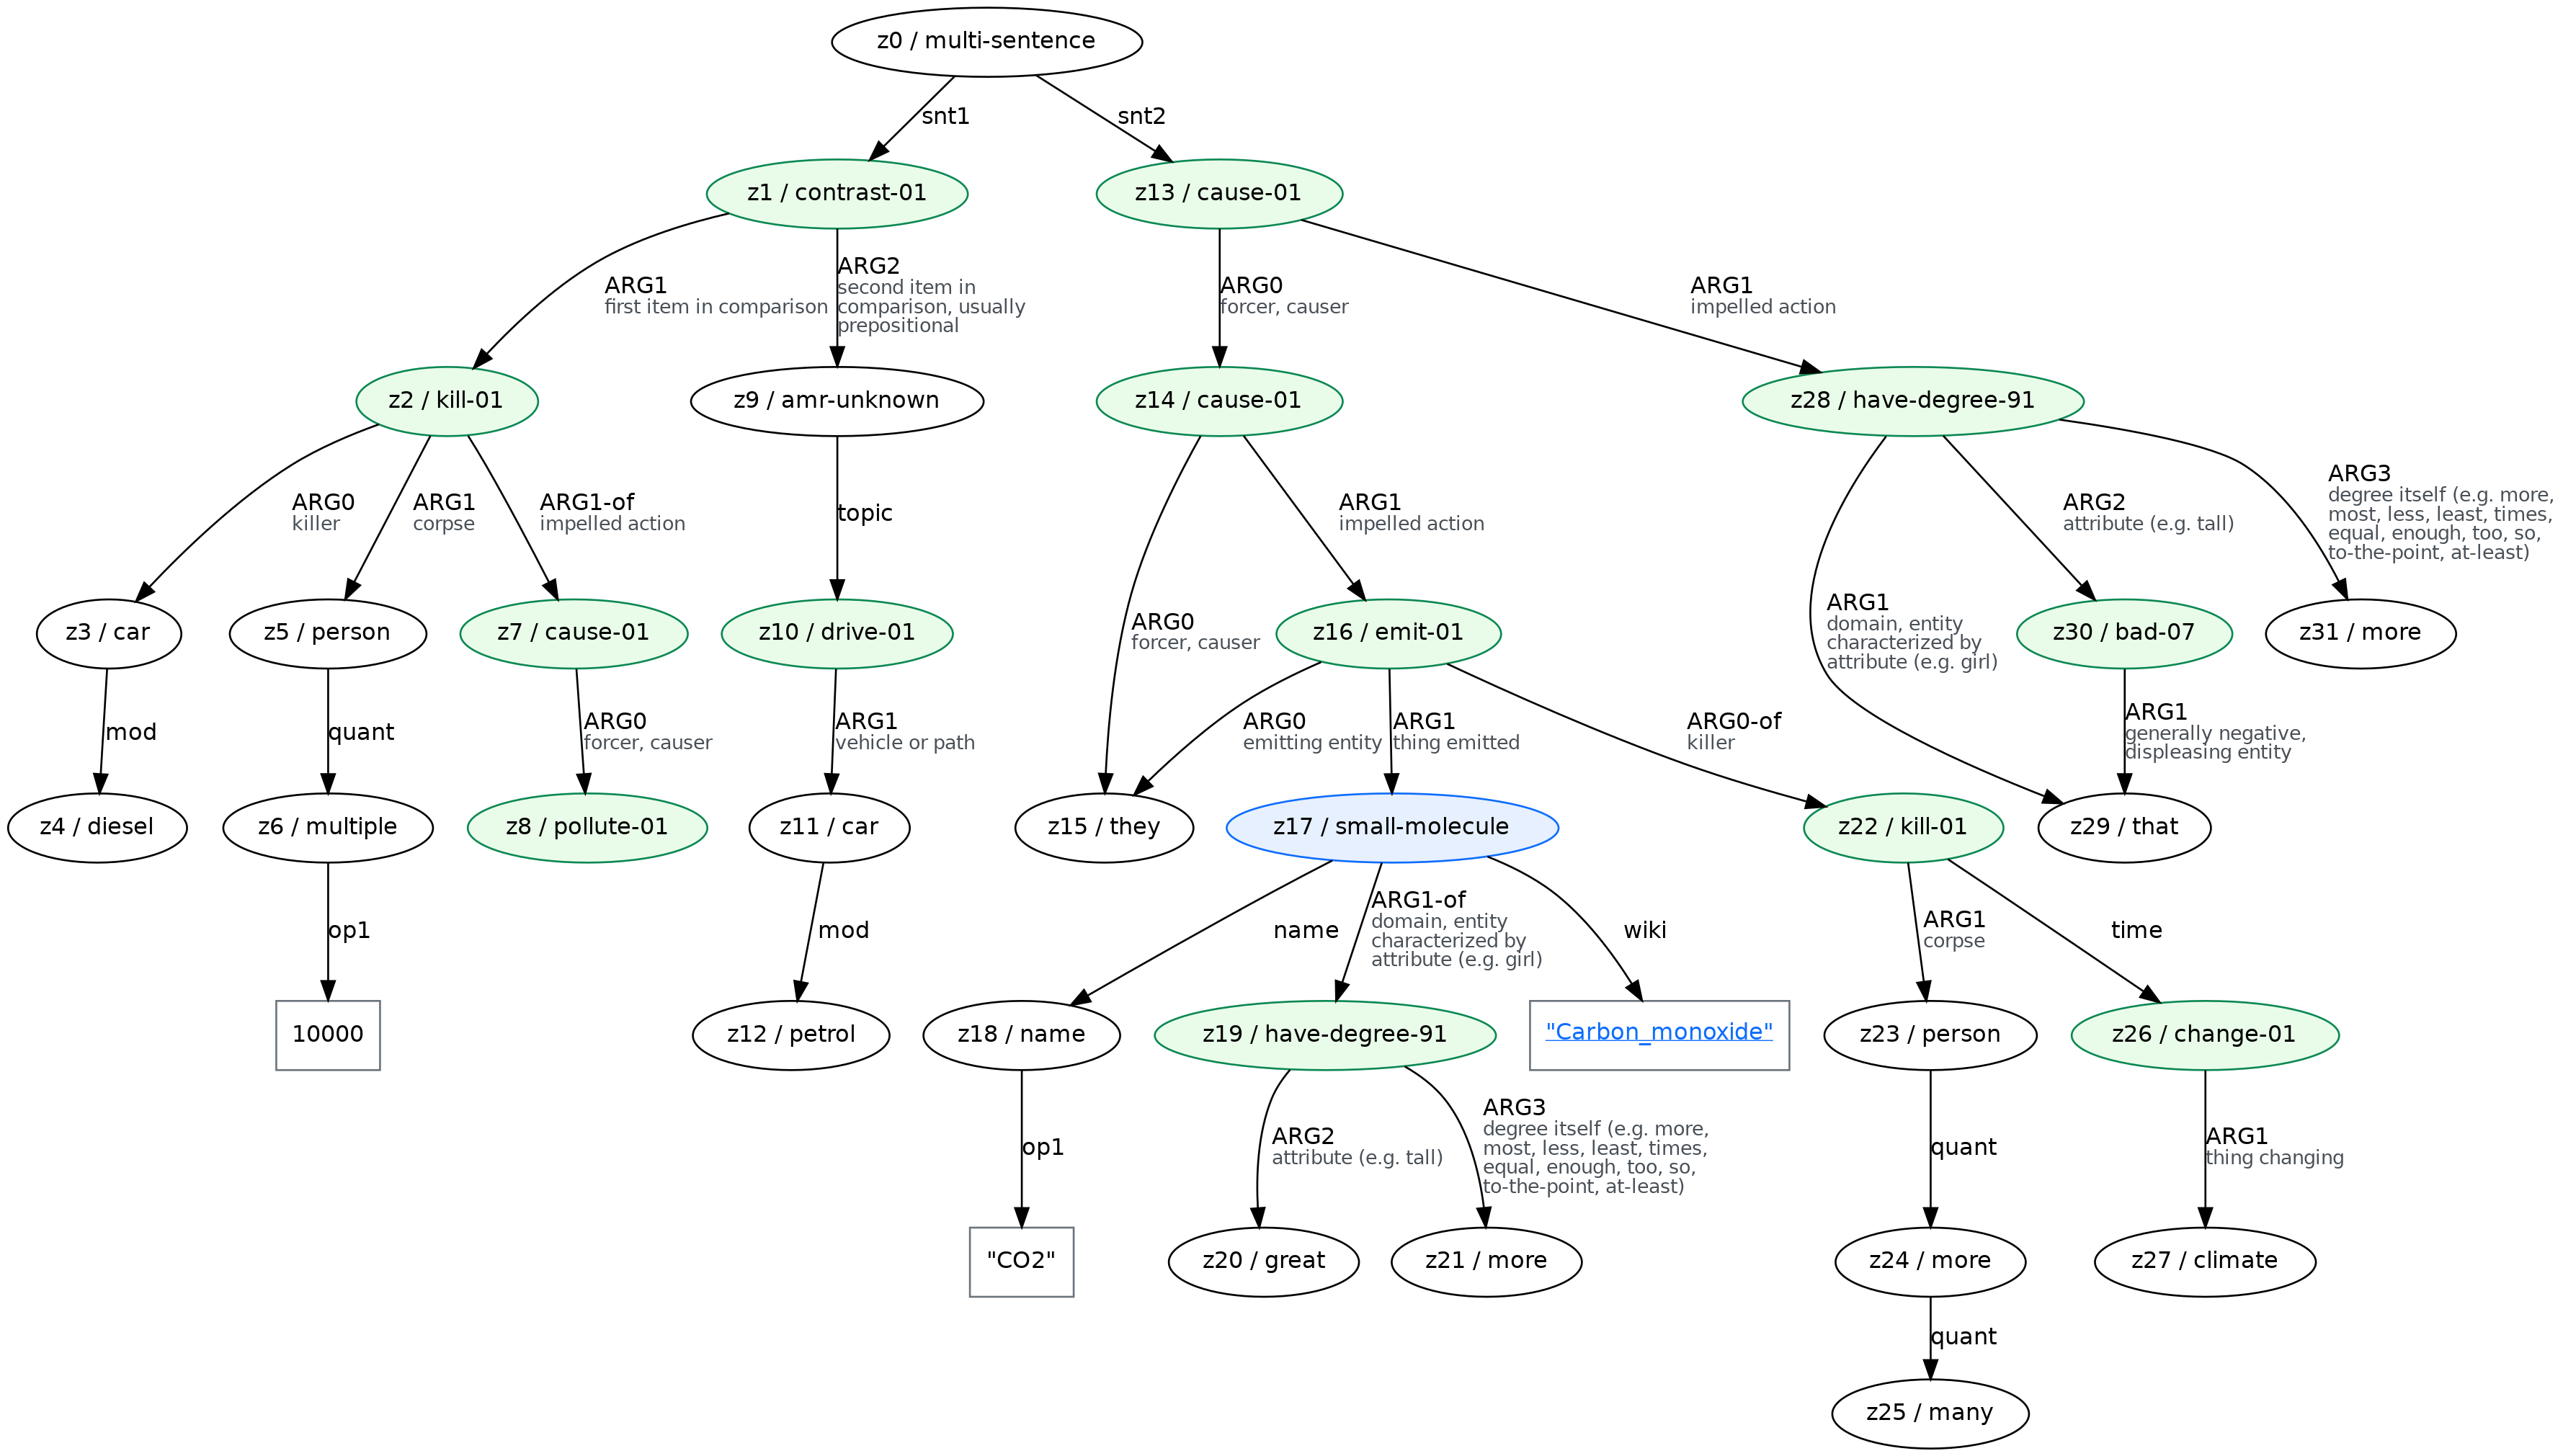 z0 / multi-sentence
snt1
snt2
z1 / contrast-01
z13 / cause-01
ARG1
first item in comparison
ARG2
second item in
comparison, usually
prepositional
ARG0
forcer, causer
ARG1
impelled action
z2 / kill-01
z9 / amr-unknown
z14 / cause-01
z28 / have-degree-91
ARG0
killer
ARG1
corpse
ARG1-of
impelled action
topic
ARG0
forcer, causer
ARG1
impelled action
ARG1
domain, entity
characterized by
attribute (e.g. girl)
ARG2
attribute (e.g. tall)
ARG3
degree itself (e.g. more,
most, less, least, times,
equal, enough, too, so,
to-the-point, at-least)
z3 / car
z5 / person
z7 / cause-01
z10 / drive-01
z16 / emit-01
z30 / bad-07
z31 / more
mod
quant
ARG0
forcer, causer
ARG1
vehicle or path
ARG0
emitting entity
ARG1
thing emitted
ARG0-of
killer
ARG1
generally negative,
displeasing entity
z4 / diesel
z6 / multiple
z8 / pollute-01
z11 / car
z15 / they
z17 / small-molecule
z22 / kill-01
z29 / that
op1
mod
name
ARG1-of
domain, entity
characterized by
attribute (e.g. girl)
wiki
ARG1
corpse
time
10000
z12 / petrol
z18 / name
z19 / have-degree-91
"Carbon_monoxide"
z23 / person
z26 / change-01
op1
ARG2
attribute (e.g. tall)
ARG3
degree itself (e.g. more,
most, less, least, times,
equal, enough, too, so,
to-the-point, at-least)
quant
ARG1
thing changing
"CO2"
z20 / great
z21 / more
z24 / more
z27 / climate
quant
z25 / many